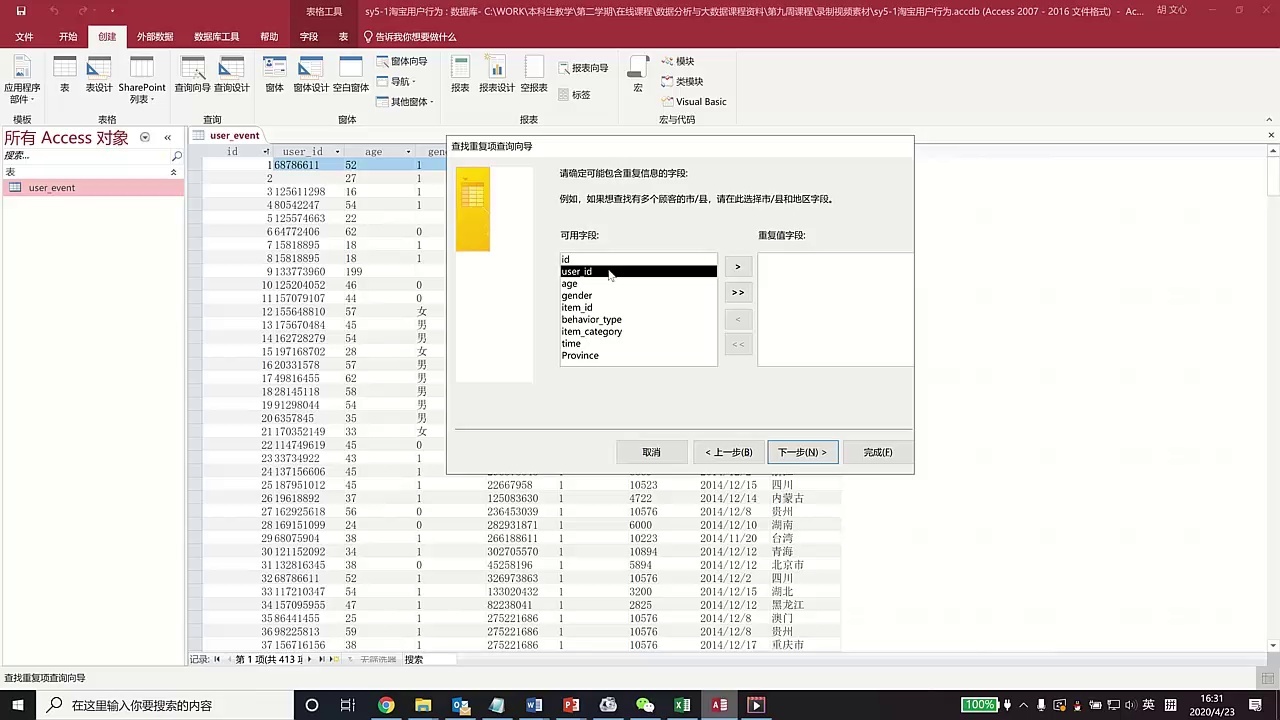 表格工具
sy5-1淘宝用户行为 : 数据库- C:\WORK\本科生教学\第二学期\在线课程\数据分析与大数据课程资料\第九周课程\录制视频素材\sy5-1淘宝用户行为.accdb (Access 2007 - 2016 文件格式) - Ac...
胡 文心
文件 开始 创建 外部数据 数据库工具 帮助 字段 表 告诉我你想要做什么
应用程序部件 表 表设计 SharePoint 列表 查询向导 查询设计 窗体 窗体设计 空白窗体 窗体向导 导航 其他窗体 报表 报表设计 空报表 报表向导 标签 宏 模块 类模块 Visual Basic
模板 表格 查询 窗体 报表 宏与代码
所有 Access 对象 «
搜索...
表
user_event
user_event
id user_id age gen
1 68786611 52 1
2 27 1
3 125611298 16 1
4 80542247 54 1
5 125574663 22
6 64772406 62 0
7 15818895 18 1
8 15818895 18 1
9 133773960 199
10 125204052 46 0
11 157079107 44 0
12 155648810 57 女
13 175670484 45 男
14 162728279 54 男
15 197168702 28 女
16 20331578 57 男
17 49816455 62 男
18 28145118 58 男
19 91298044 54 男
20 6357845 35 男
21 170352149 33 女
22 114749619 45 0
23 33734922 43 1
24 137156606 45 1
25 187951012 45 1 22667958 1 10523 2014/12/15 四川
26 19618892 37 1 125083630 1 4722 2014/12/14 内蒙古
27 162925618 56 0 236453039 1 10576 2014/12/8 贵州
28 169151099 24 0 282931871 1 6000 2014/12/10 湖南
29 68075904 38 1 266188611 1 10223 2014/11/20 台湾
30 121152092 34 1 302705570 1 10894 2014/12/12 青海
31 132816345 38 0 45258196 1 5894 2014/12/12 北京市
32 68786611 52 1 326973863 1 10576 2014/12/2 四川
33 117210347 54 1 133020432 1 3200 2014/12/15 湖北
34 157095955 47 1 82238041 1 2825 2014/12/12 黑龙江
35 86441455 25 1 275221686 1 10576 2014/12/8 澳门
36 98225813 59 1 275221686 1 10576 2014/12/8 贵州
37 156716156 38 1 275221686 1 10576 2014/12/17 重庆市
查找重复项查询向导
请确定可能包含重复信息的字段:
例如，如果想查找有多个顾客的市/县，请在此选择市/县和地区字段。
可用字段: 重复值字段:
id
user_id
age
gender
item_id
behavior_type
item_category
time
Province
>
>>
<
<<
取消 < 上一步(B) 下一步(N) > 完成(F)
记录: 第 1 项(共 413 项 无筛选器 搜索
查找重复项查询向导
在这里输入你要搜索的内容
100% 英 16:31
2020/4/23